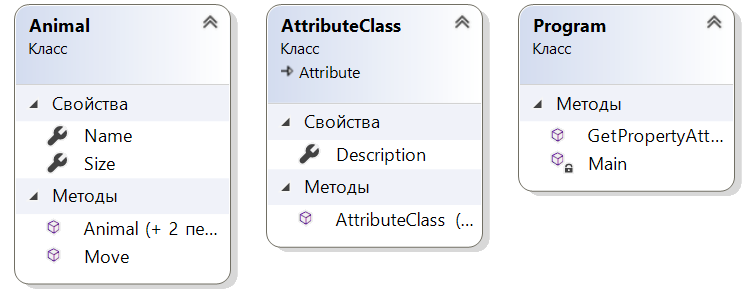 Animal
Класс
Свойства
Name
Size
Методы
Animal (+ 2 пе...
Move
AttributeClass
Класс
Attribute
Свойства
Description
Методы
AttributeClass (...
Program
Класс
Методы
GetPropertyAtt...
Main